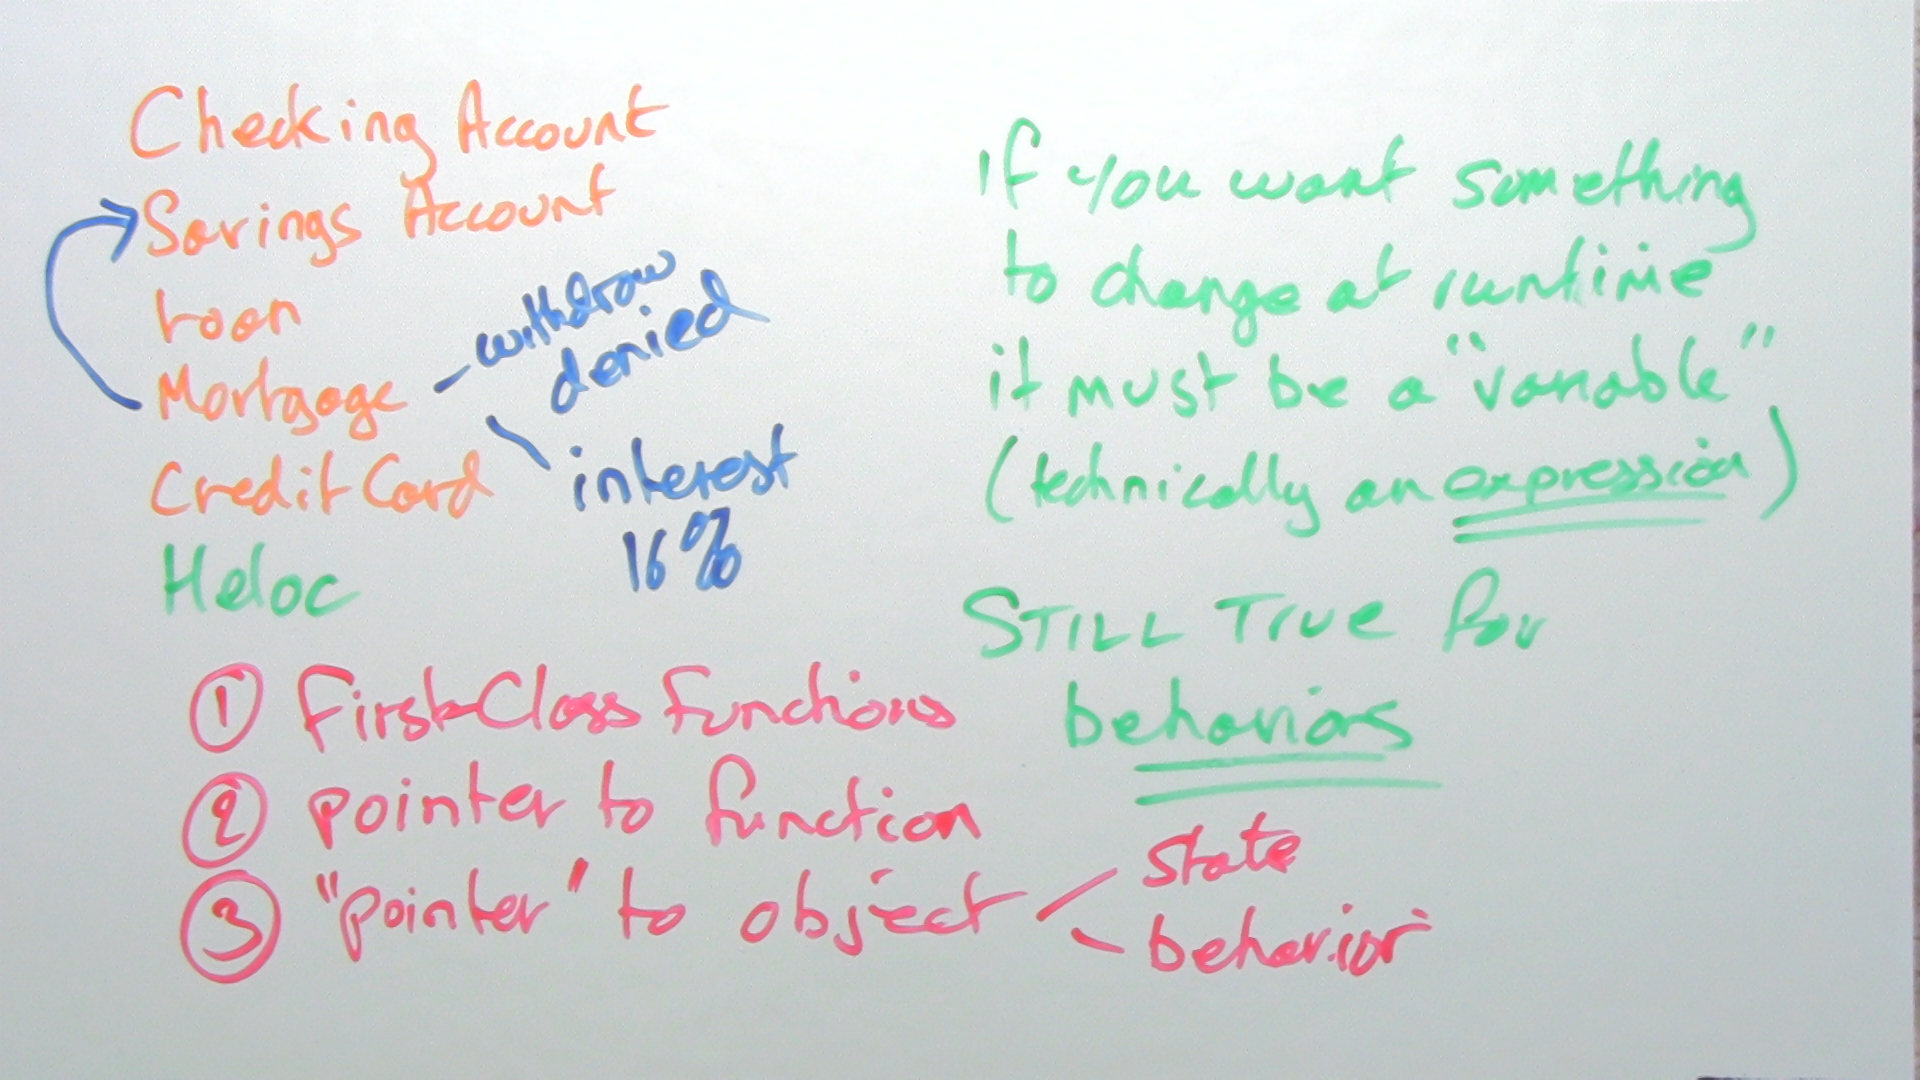 Checking Account
Savings Account
Loan
Mortgage
Credit Card
Heloc
withdraw
denied
interest
16%
① First-Class Functions
② pointer to function
③ "pointer" to object
state
behavior
If you want something
to change at runtime
it must be a "variable"
(technically an expression)
STILL TRUE for
behaviors